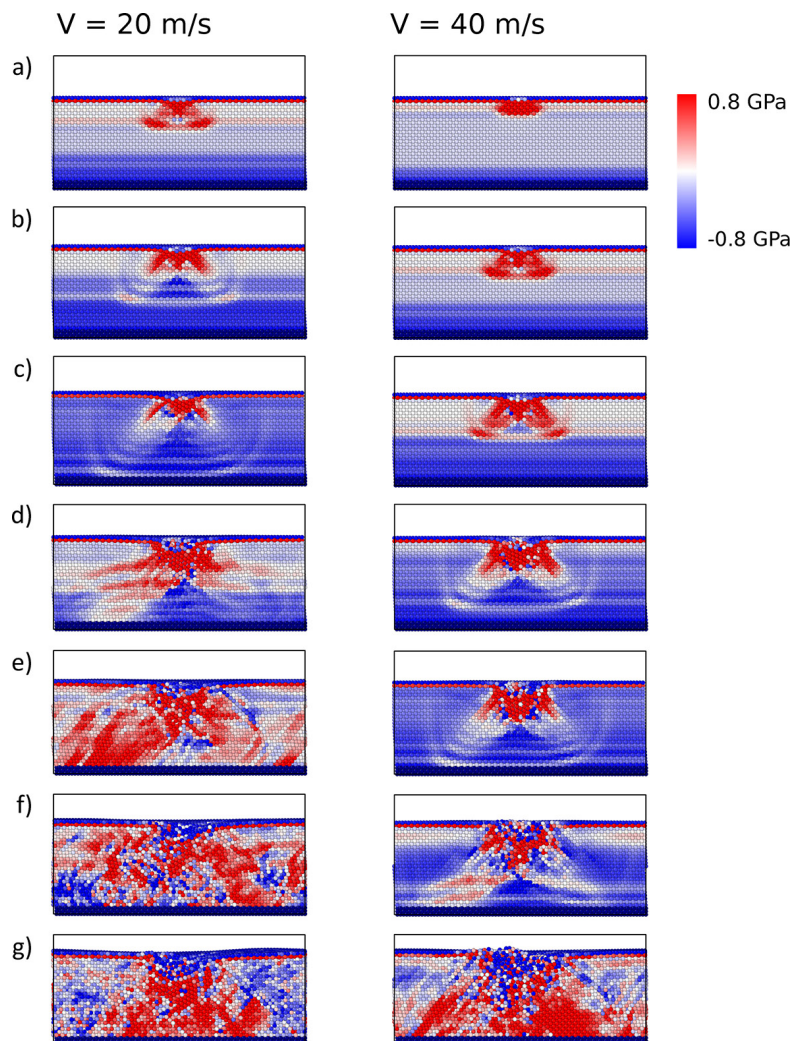 V = 20 m/s
V = 40 m/s
a)
0.8 GPa
b)
-0.8 GPa
c)
d)
e)
f)
g)